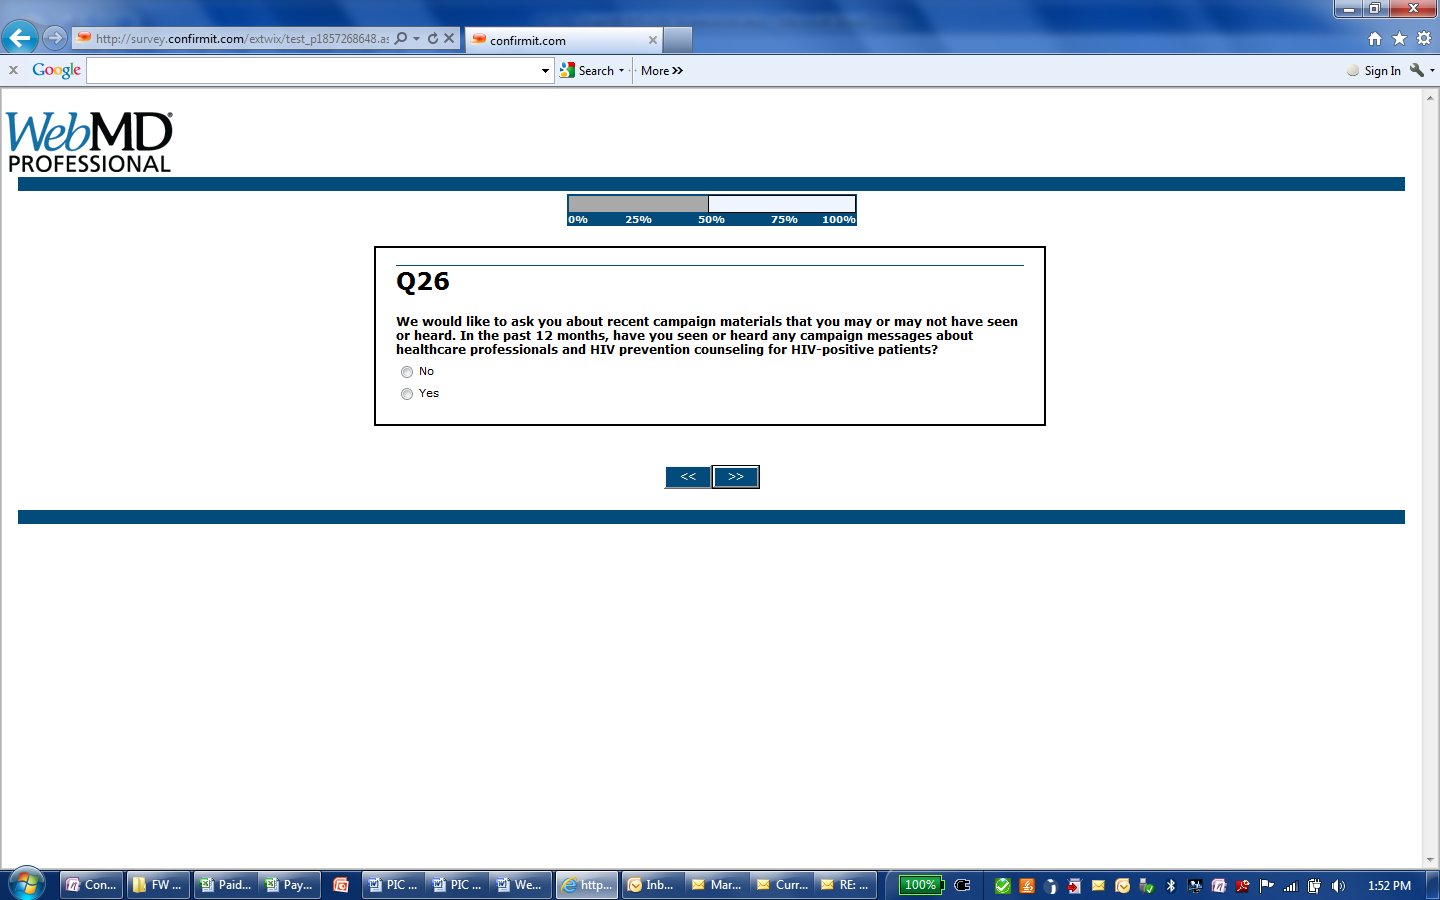 http://survey.confirmit.com/extwix/test_p1857268648.as
confirmit.com
x Google Search More >> Sign In
WebMD®
PROFESSIONAL
0% 25% 50% 75% 100%
Q26
We would like to ask you about recent campaign materials that you may or may not have seen
or heard. In the past 12 months, have you seen or heard any campaign messages about
healthcare professionals and HIV prevention counseling for HIV-positive patients?
No
Yes
<< >>
Con... FW ... Paid... Pay... PIC ... PIC ... We... http... Inb... Mar... Curr... RE: ... 100% 1:52 PM